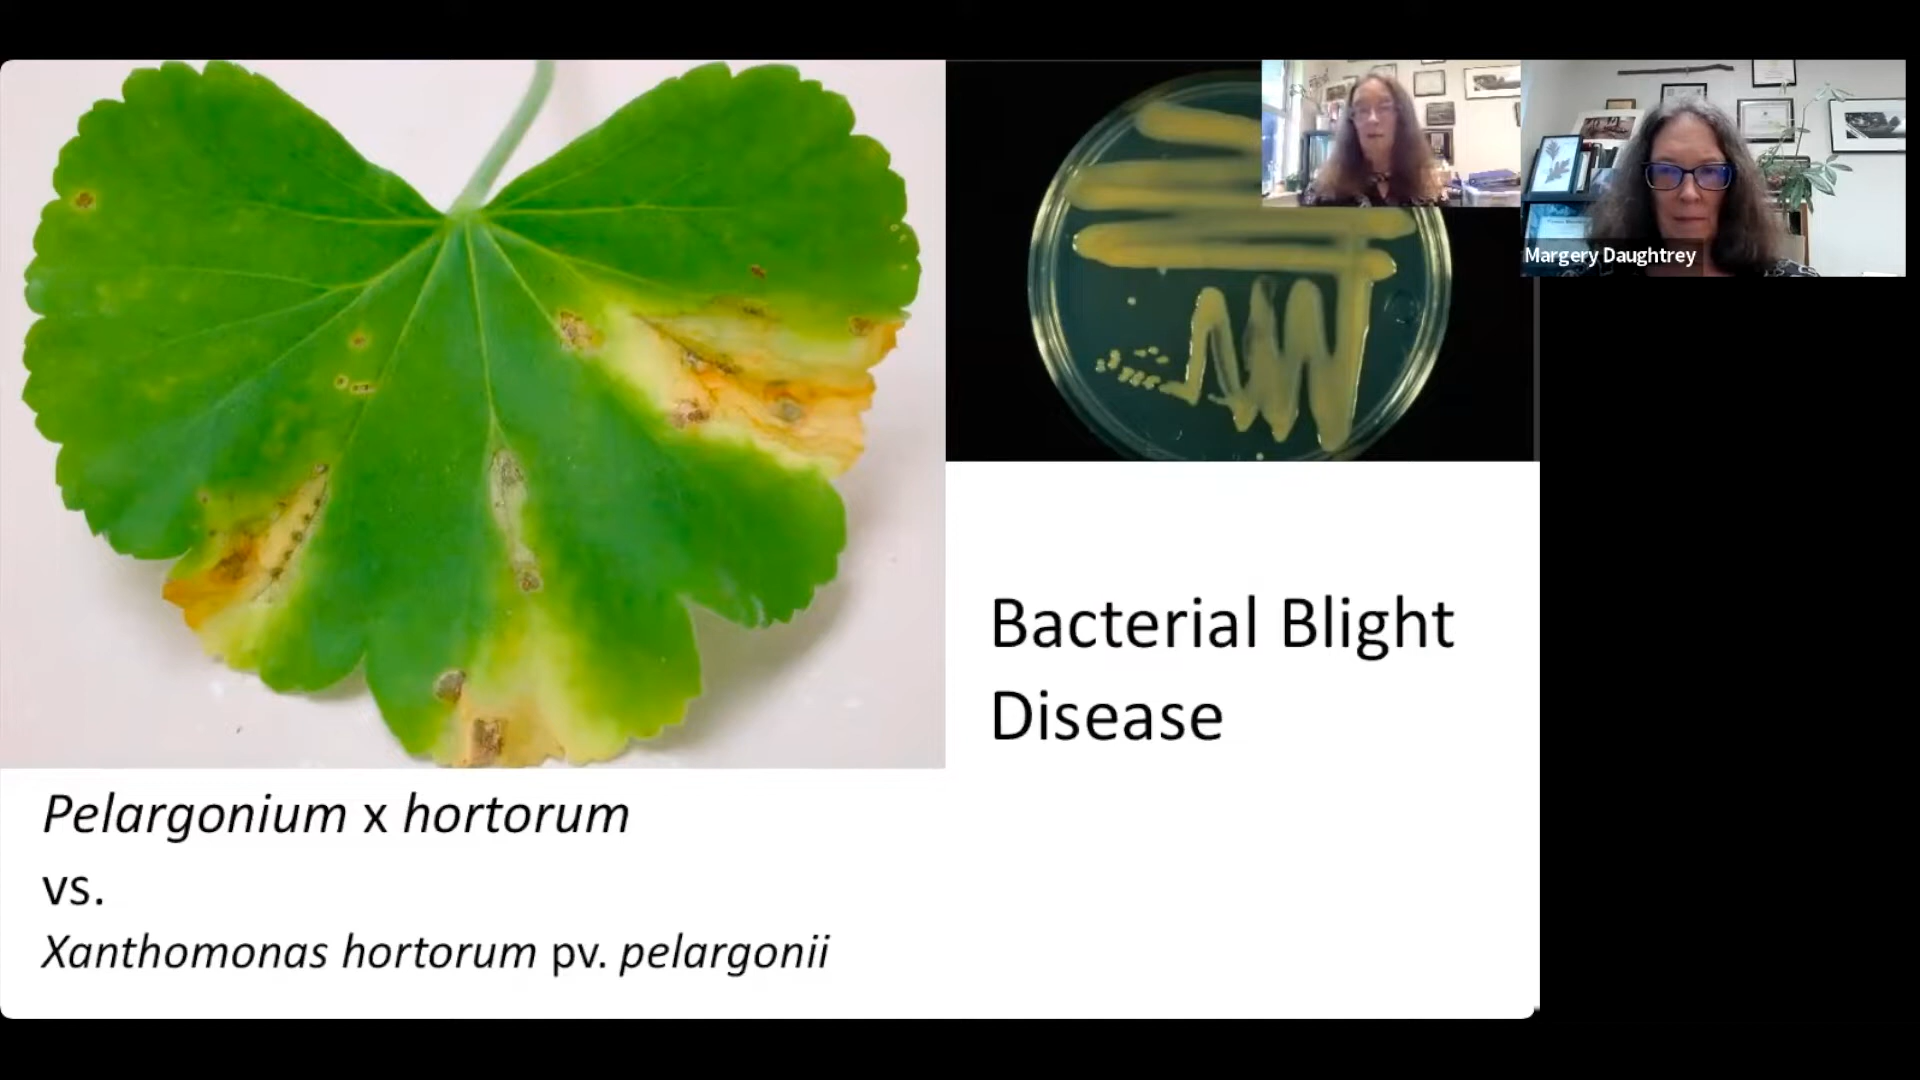 Margery Daughtrey
Bacterial Blight
Disease
Pelargonium x hortorum
vs.
Xanthomonas hortorum pv. pelargonii